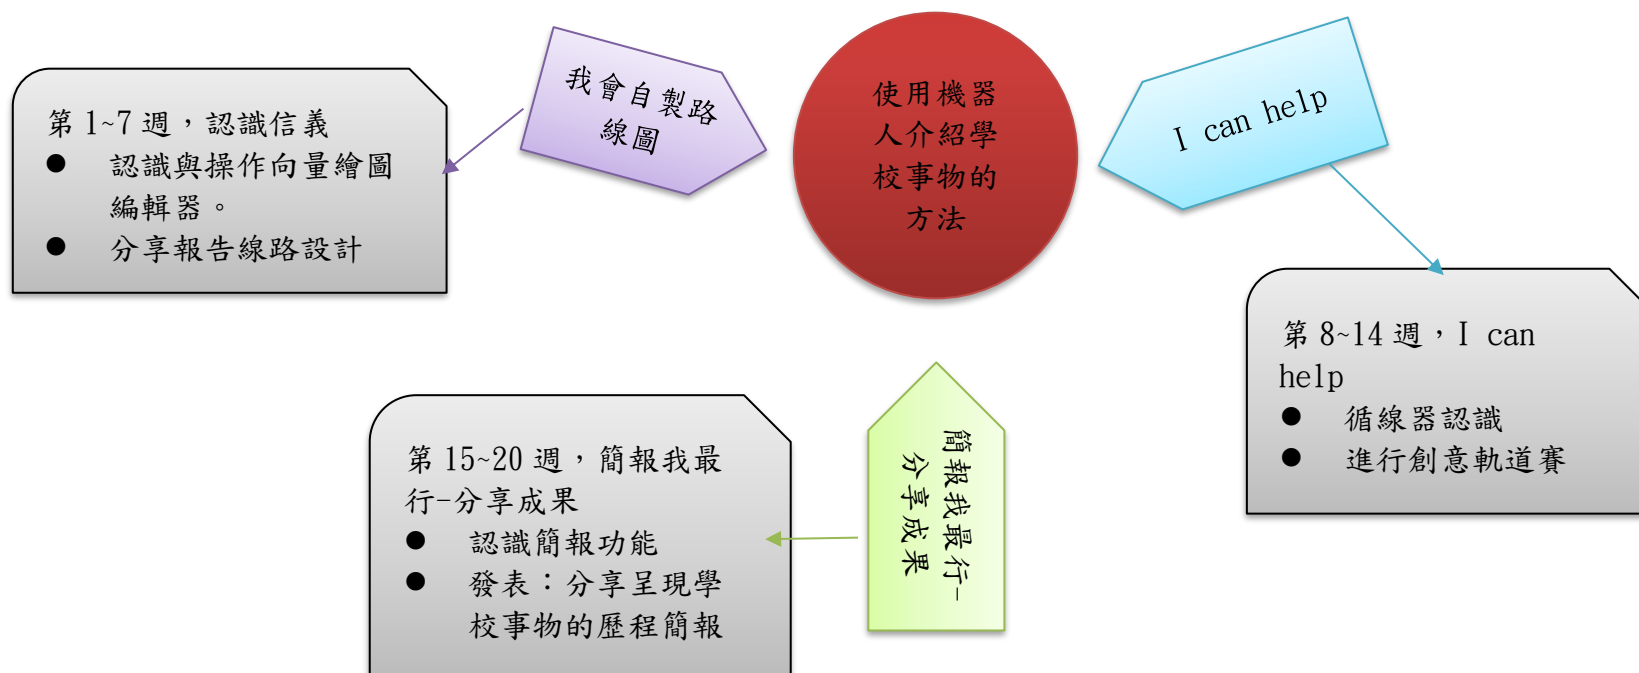 使用機器
人介紹學
校事物的
方法
我會自製路
線圖
第 1~7 週，認識信義
● 認識與操作向量繪圖
編輯器。
● 分享報告線路設計
I can help
第 8~14 週，I can
help
● 循線器認識
● 進行創意軌道賽
簡報我最行-
分享成果
第 15~20 週，簡報我最
行-分享成果
● 認識簡報功能
● 發表：分享呈現學
校事物的歷程簡報